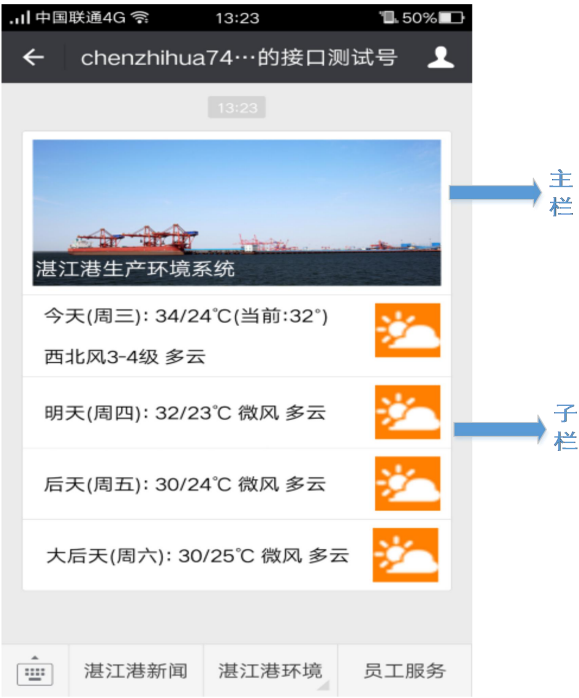 中国联通4G 13:23 50%
chenzhihua74…的接口测试号
13:23
湛江港生产环境系统
今天(周三): 34/24℃(当前:32°)
西北风3-4级 多云
明天(周四): 32/23℃ 微风 多云
后天(周五): 30/24℃ 微风 多云
大后天(周六): 30/25℃ 微风 多云
湛江港新闻 湛江港环境 员工服务
主
栏
子
栏